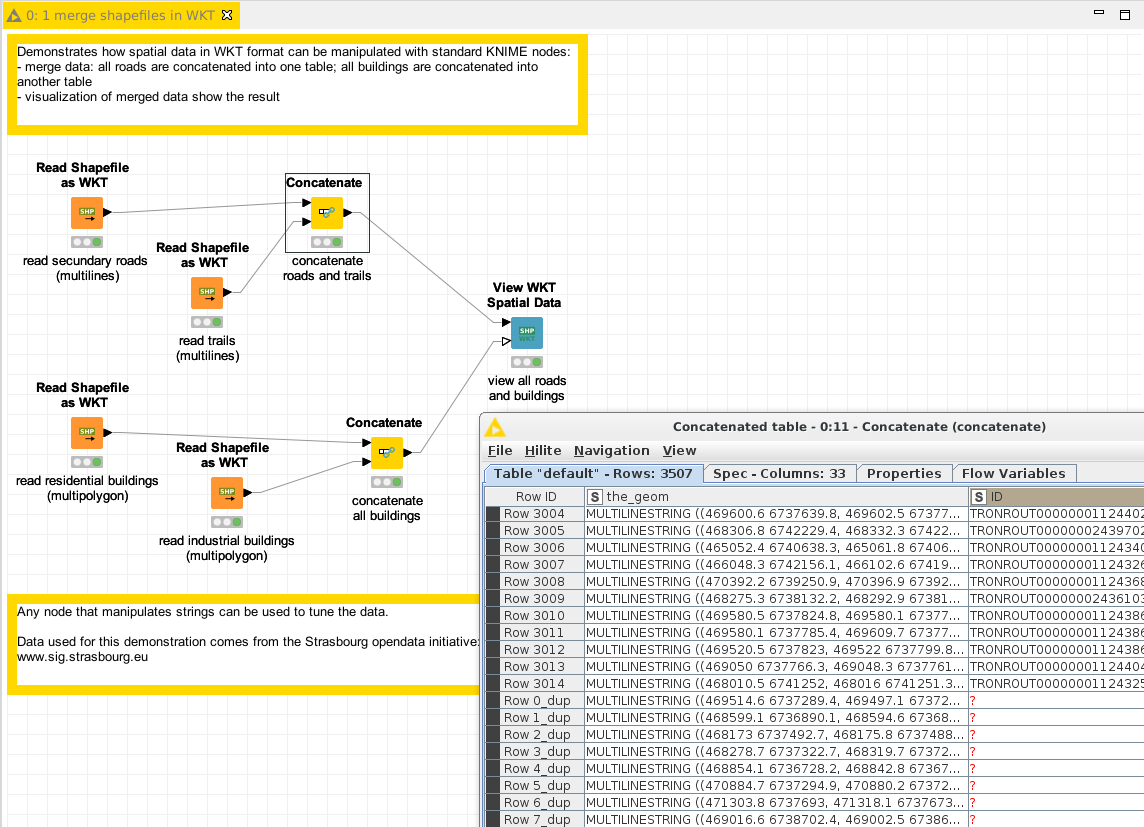 0: 1 merge shapefiles in WKT
Demonstrates how spatial data in WKT format can be manipulated with standard KNIME nodes:
- merge data: all roads are concatenated into one table; all buildings are concatenated into
another table
- visualization of merged data show the result
Read Shapefile
as WKT
SHP
read secundary roads
(multilines)
Concatenate
concatenate
roads and trails
Read Shapefile
as WKT
SHP
read trails
(multilines)
View WKT
Spatial Data
SHP
WKT
view all roads
and buildings
Read Shapefile
as WKT
SHP
read residential buildings
(multipolygon)
Concatenate
concatenate
all buildings
Read Shapefile
as WKT
SHP
read industrial buildings
(multipolygon)
Any node that manipulates strings can be used to tune the data.
Data used for this demonstration comes from the Strasbourg opendata initiative:
www.sig.strasbourg.eu
Concatenated table - 0:11 - Concatenate (concatenate)
File Hilite Navigation View
Table "default" - Rows: 3507 Spec - Columns: 33 Properties Flow Variables
Row ID S the_geom S ID
Row 3004 MULTILINESTRING ((469600.6 6737639.8, 469602.5 67377... TRONROUT00000001124402
Row 3005 MULTILINESTRING ((468306.8 6742229.4, 468332.3 67422... TRONROUT00000002439702
Row 3006 MULTILINESTRING ((465052.4 6740638.3, 465061.8 67406... TRONROUT00000001124340
Row 3007 MULTILINESTRING ((466048.3 6742156.1, 466102.6 67419... TRONROUT00000001124326
Row 3008 MULTILINESTRING ((470392.2 6739250.9, 470396.9 67392... TRONROUT00000001124368
Row 3009 MULTILINESTRING ((468275.3 6738132.2, 468292.9 67381... TRONROUT00000002436103
Row 3010 MULTILINESTRING ((469580.5 6737824.8, 469580.1 67377... TRONROUT00000001124386
Row 3011 MULTILINESTRING ((469580.1 6737785.4, 469609.7 67377... TRONROUT00000001124386
Row 3012 MULTILINESTRING ((469520.5 6737823, 469522 6737799.8... TRONROUT00000001124386
Row 3013 MULTILINESTRING ((469050 6737766.3, 469048.3 6737761... TRONROUT00000001124404
Row 3014 MULTILINESTRING ((468010.5 6741252, 468016 6741251.3... TRONROUT00000001124325
Row 0_dup MULTILINESTRING ((469514.6 6737289.4, 469497.1 67372... ?
Row 1_dup MULTILINESTRING ((468599.1 6736890.1, 468594.6 67368... ?
Row 2_dup MULTILINESTRING ((468173 6737492.7, 468175.8 6737488... ?
Row 3_dup MULTILINESTRING ((468278.7 6737322.7, 468319.7 67372... ?
Row 4_dup MULTILINESTRING ((468854.1 6736728.2, 468842.8 67367... ?
Row 5_dup MULTILINESTRING ((470884.7 6737294.9, 470880.2 67372... ?
Row 6_dup MULTILINESTRING ((471303.8 6737693, 471318.1 6737673... ?
Row 7_dup MULTILINESTRING ((469016.6 6738702.4, 469002.5 67386... ?